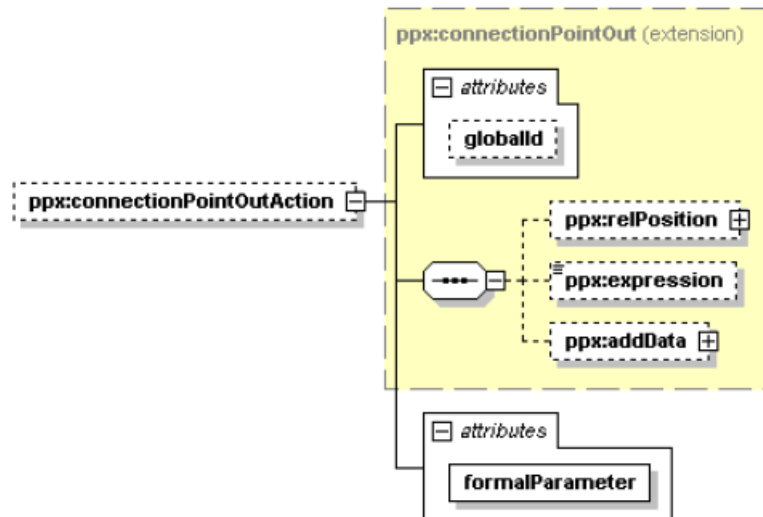 ppx:connectionPointOut (extension)
attributes
globalId
ppx:connectionPointOutAction
ppx:relPosition
ppx:expression
ppx:addData
attributes
formalParameter